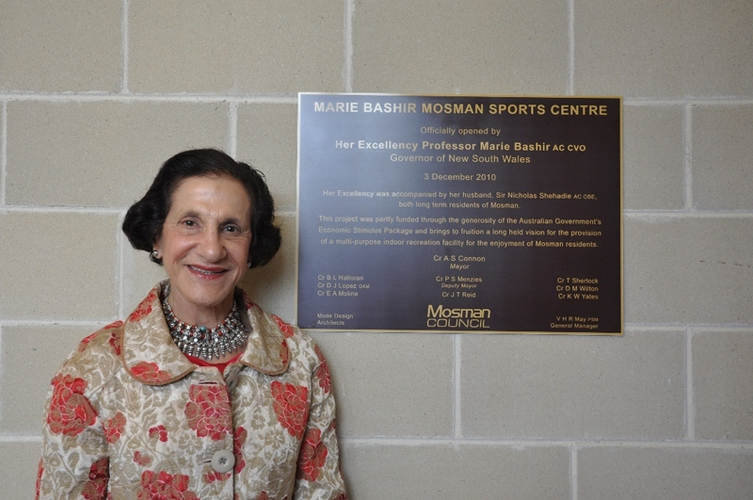 MARIE BASHIR MOSMAN SPORTS CENTRE
Officially opened by
Her Excellency Professor Marie Bashir AC CVO
Governor of New South Wales
3 December 2010
Her Excellency was accompanied by her husband, Sir Nicholas Shehadie AC OBE,
both long term residents of Mosman.
This project was partly funded through the generosity of the Australian Government's
Economic Stimulus Package and brings to fruition a long held vision for the provision
of a multi-purpose indoor recreation facility for the enjoyment of Mosman residents.
Cr A S Connon
Mayor
Cr B L Halloran
Cr D J Lopez OAM
Cr E A Moline
Cr P S Menzies
Deputy Mayor
Cr J T Reid
Cr T Sherlock
Cr D M Wilton
Cr K W Yates
Mode Design
Architects
Mosman
COUNCIL
V H R May PSM
General Manager